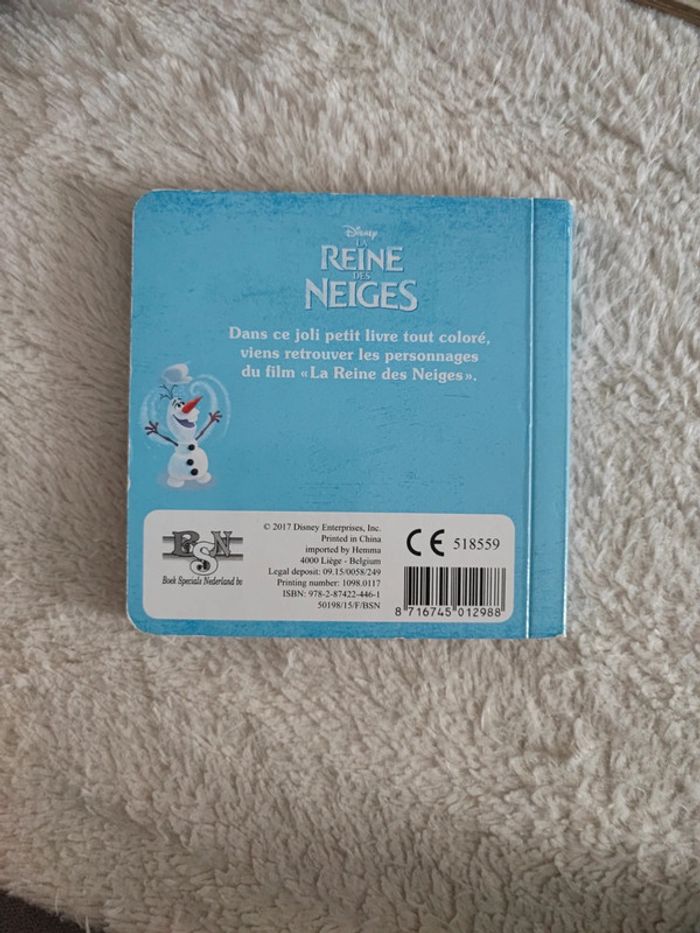 Disney
LA
REINE
DES
NEIGES
Dans ce joli petit livre tout coloré,
viens retrouver les personnages
du film «La Reine des Neiges».
BSN
Boek Specials Nederland bv
© 2017 Disney Enterprises, Inc.
Printed in China
imported by Hemma
4000 Liège - Belgium
Legal deposit: 09.15/0058/249
Printing number: 1098.0117
ISBN: 978-2-87422-446-1
50198/15/F/BSN
CE 518559
8 716745 012988